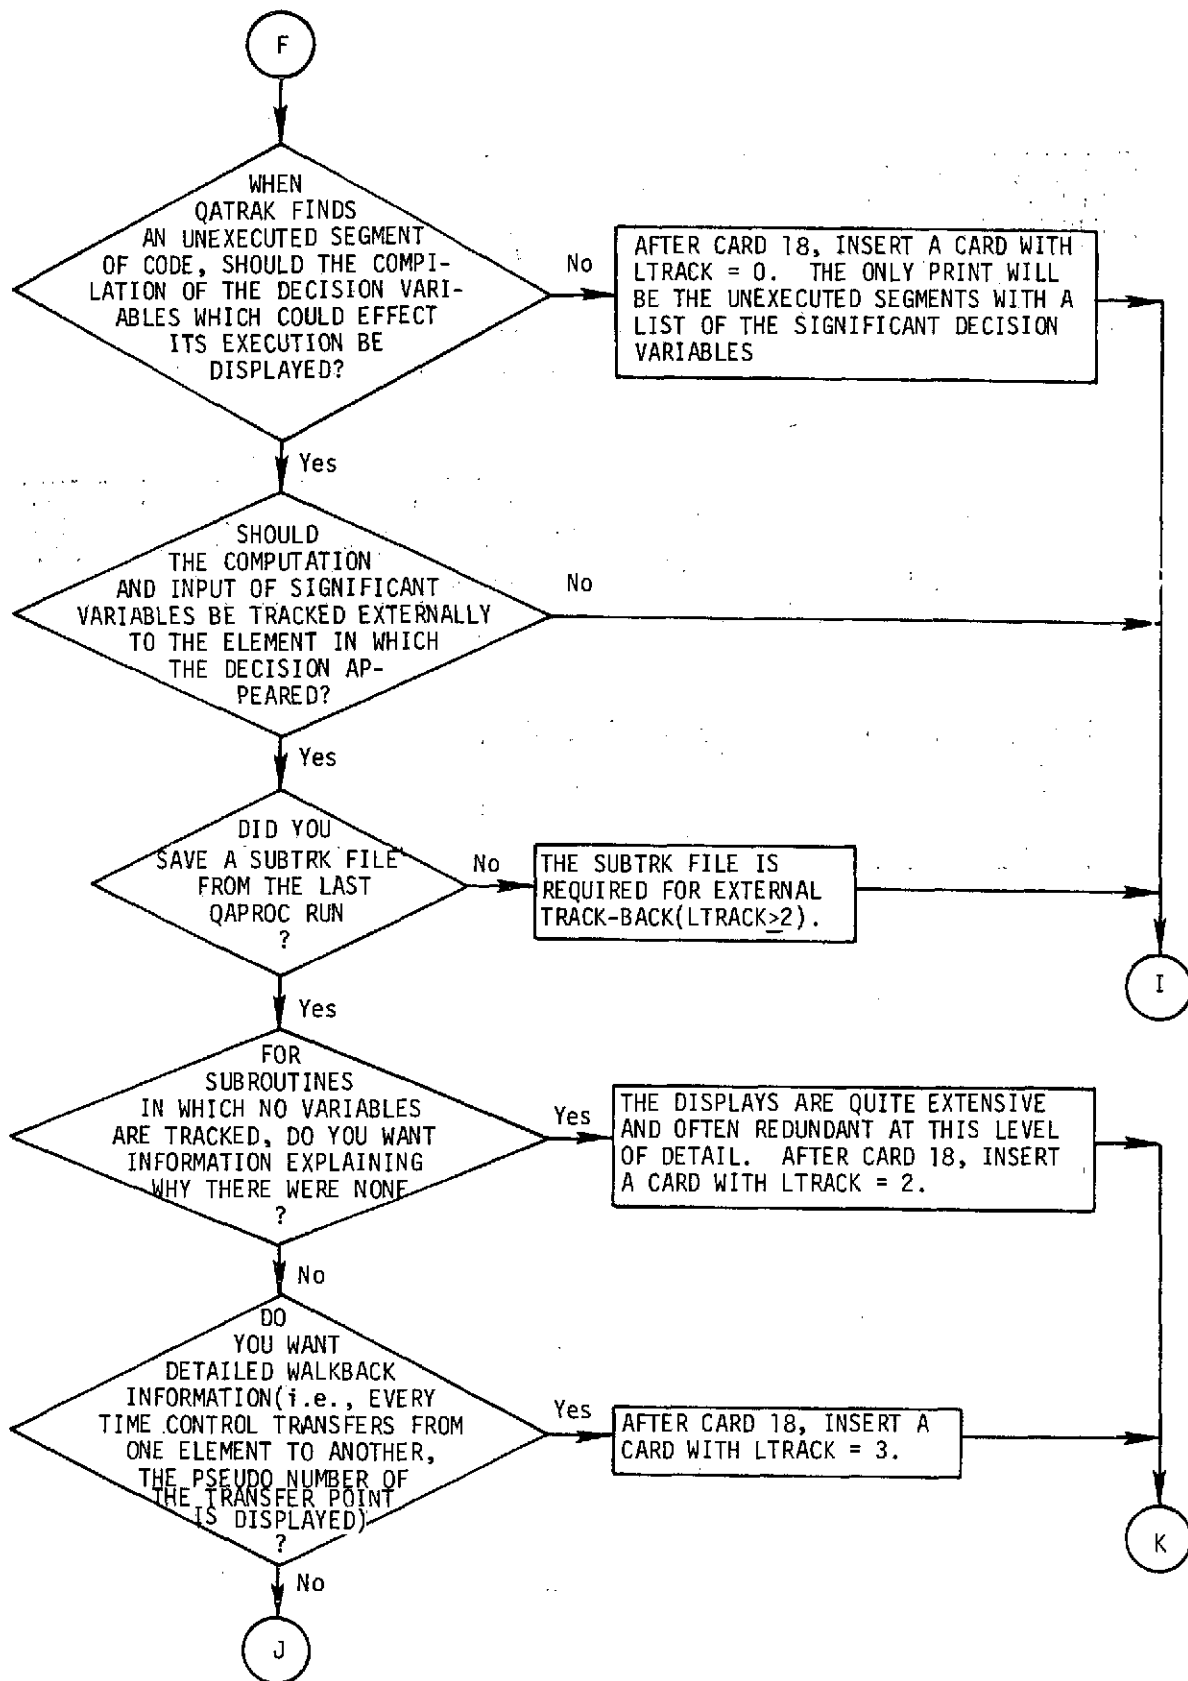 F
WHEN
QATRAK FINDS
AN UNEXECUTED SEGMENT
OF CODE, SHOULD THE COMPI-
LATION OF THE DECISION VARI-
ABLES WHICH COULD EFFECT
ITS EXECUTION BE
DISPLAYED?
No
AFTER CARD 18, INSERT A CARD WITH
LTRACK = 0. THE ONLY PRINT WILL
BE THE UNEXECUTED SEGMENTS WITH A
LIST OF THE SIGNIFICANT DECISION
VARIABLES
Yes
SHOULD
THE COMPUTATION
AND INPUT OF SIGNIFICANT
VARIABLES BE TRACKED EXTERNALLY
TO THE ELEMENT IN WHICH
THE DECISION AP-
PEARED?
No
Yes
DID YOU
SAVE A SUBTRK FILE
FROM THE LAST
QAPROC RUN
?
No
THE SUBTRK FILE IS
REQUIRED FOR EXTERNAL
TRACK-BACK(LTRACK≥2).
I
Yes
FOR
SUBROUTINES
IN WHICH NO VARIABLES
ARE TRACKED, DO YOU WANT
INFORMATION EXPLAINING
WHY THERE WERE NONE
?
Yes
THE DISPLAYS ARE QUITE EXTENSIVE
AND OFTEN REDUNDANT AT THIS LEVEL
OF DETAIL. AFTER CARD 18, INSERT
A CARD WITH LTRACK = 2.
No
DO
YOU WANT
DETAILED WALKBACK
INFORMATION(i.e., EVERY
TIME CONTROL TRANSFERS FROM
ONE ELEMENT TO ANOTHER,
THE PSEUDO NUMBER OF
THE TRANSFER POINT
IS DISPLAYED)
?
Yes
AFTER CARD 18, INSERT A
CARD WITH LTRACK = 3.
K
No
J